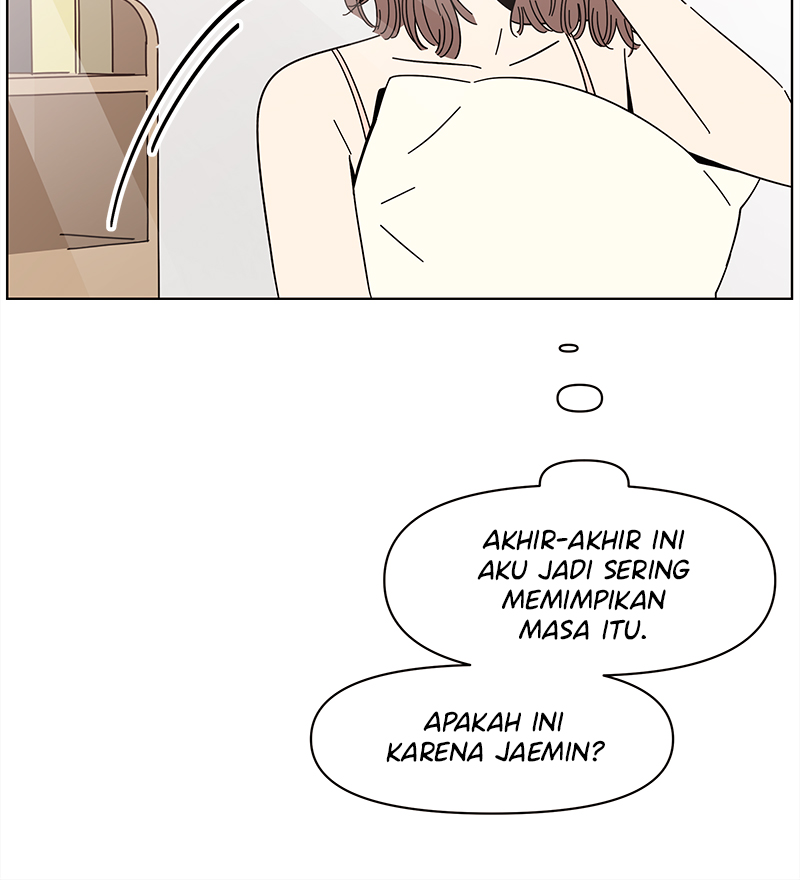 AKHIR-AKHIR INI
AKU JADI SERING
MEMIMPIKAN
MASA ITU.
APAKAH INI
KARENA JAEMIN?